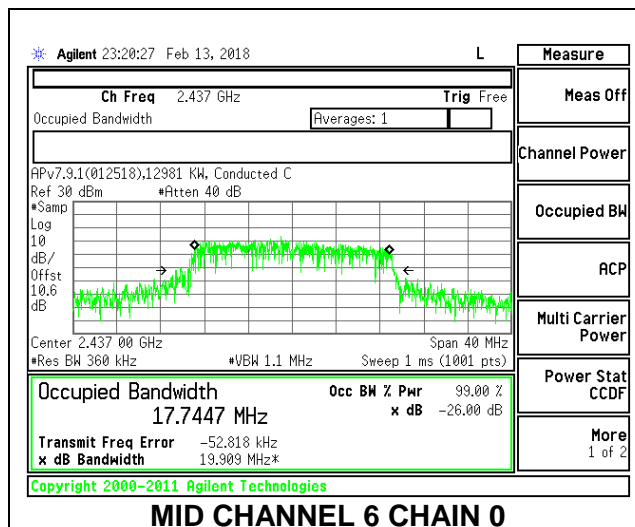 Agilent 23:20:27 Feb 13, 2018 L
Measure
Ch Freq 2.437 GHz Trig Free
Meas Off
Occupied Bandwidth Averages: 1
Channel Power
APv7.9.1(012518),12981 KW, Conducted C
Ref 30 dBm #Atten 40 dB
#Samp
Log
10
dB/
Offst
10.6
dB
Occupied BW
ACP
Center 2.437 00 GHz Span 40 MHz
#Res BW 360 kHz #VBW 1.1 MHz Sweep 1 ms (1001 pts)
Multi Carrier
Power
Occupied Bandwidth Occ BW % Pwr 99.00 %
17.7447 MHz x dB -26.00 dB
Power Stat
CCDF
Transmit Freq Error -52.818 kHz
x dB Bandwidth 19.909 MHz*
More
1 of 2
Copyright 2000-2011 Agilent Technologies
MID CHANNEL 6 CHAIN 0